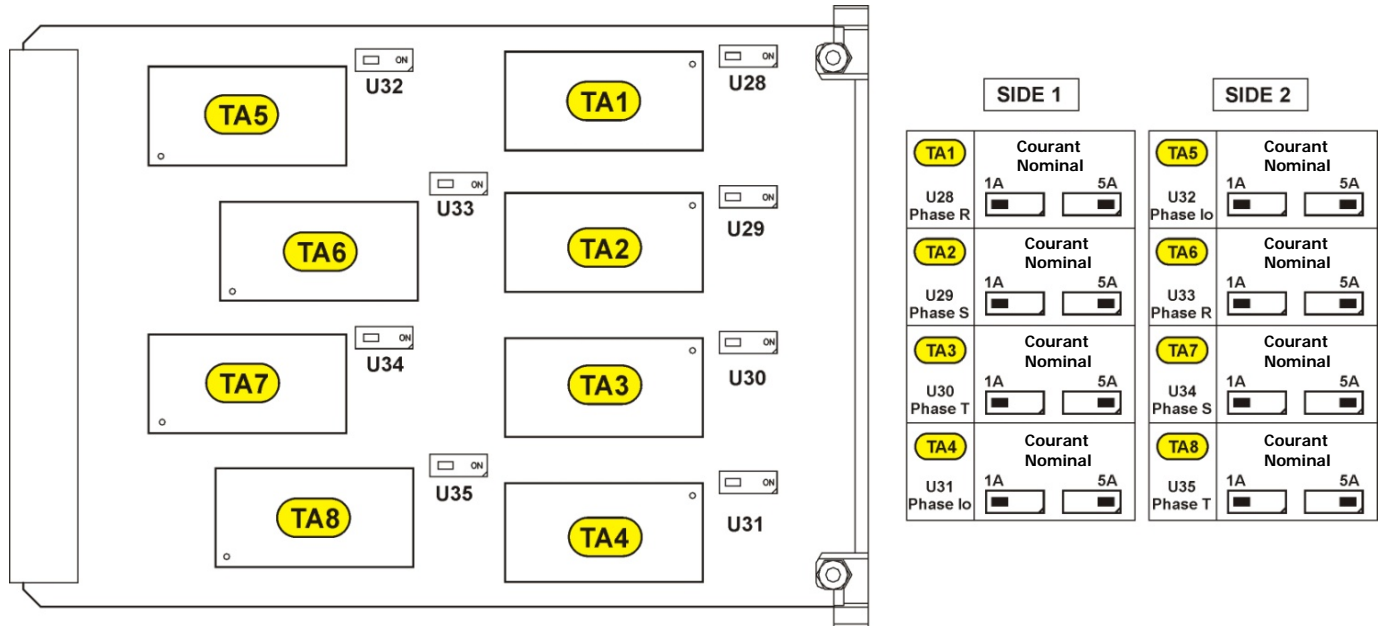 TA5
ON
U32
TA1
ON
U28
ON
U33
TA6
ON
U29
TA2
ON
U34
TA7
ON
U30
TA3
ON
U35
TA8
ON
U31
TA4
SIDE 1
TA1
Courant
Nominal
1A 5A
U28
Phase R
TA2
Courant
Nominal
1A 5A
U29
Phase S
TA3
Courant
Nominal
1A 5A
U30
Phase T
TA4
Courant
Nominal
1A 5A
U31
Phase Io
SIDE 2
TA5
Courant
Nominal
1A 5A
U32
Phase Io
TA6
Courant
Nominal
1A 5A
U33
Phase R
TA7
Courant
Nominal
1A 5A
U34
Phase S
TA8
Courant
Nominal
1A 5A
U35
Phase T